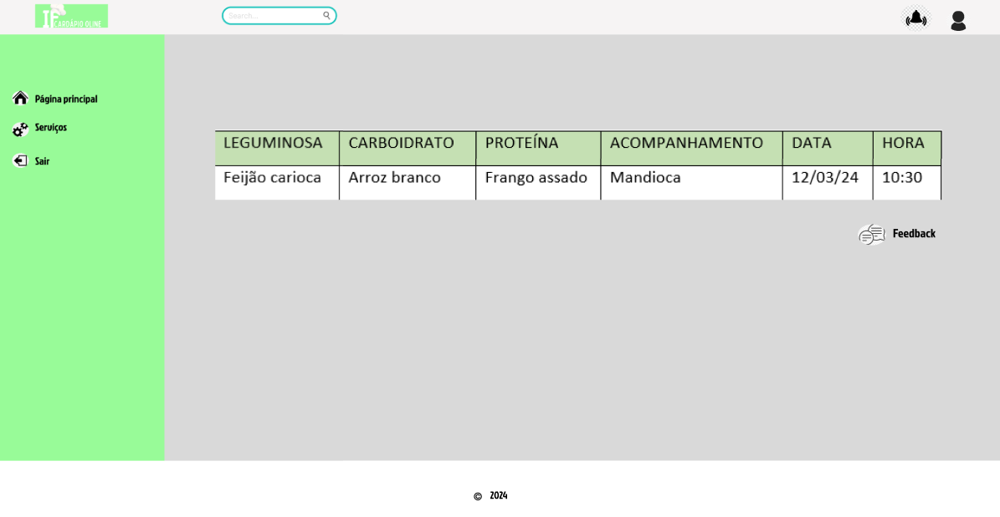 IF
CARDÁPIO OLINE
Search...
Página principal
Serviços
Sair
LEGUMINOSA CARBOIDRATO PROTEÍNA ACOMPANHAMENTO DATA HORA
Feijão carioca Arroz branco Frango assado Mandioca 12/03/24 10:30
Feedback
© 2024